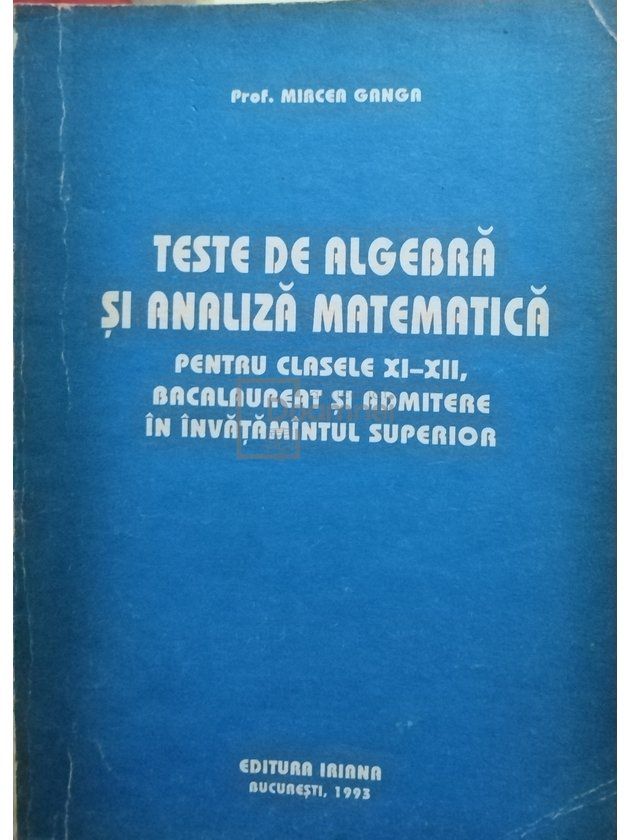 Prof. MIRCEA GANGA
TESTE DE ALGEBRĂ
ȘI ANALIZĂ MATEMATICĂ
PENTRU CLASELE XI-XII,
BACALAUREAT SI ADMITERE
ÎN ÎNVĂȚĂMÎNTUL SUPERIOR
EDITURA IRIANA
BUCUREȘTI, 1993